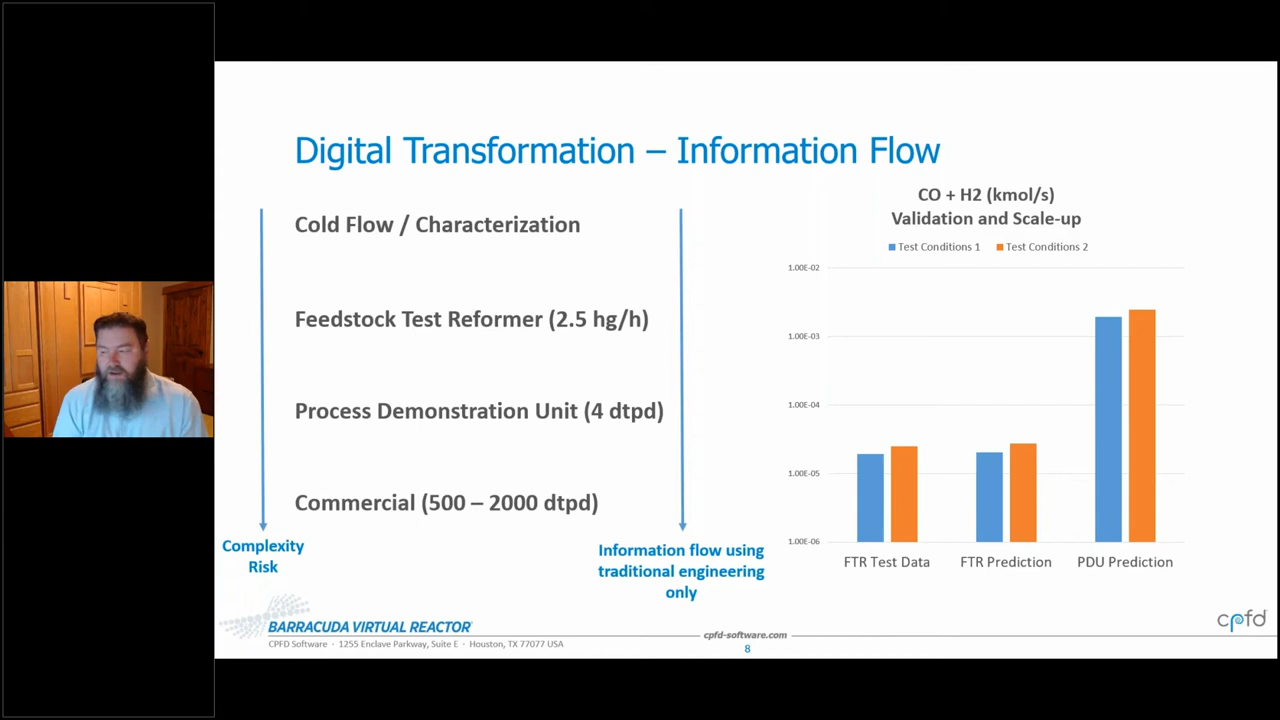 Digital Transformation – Information Flow
Cold Flow / Characterization
Feedstock Test Reformer (2.5 hg/h)
Process Demonstration Unit (4 dtpd)
Commercial (500 – 2000 dtpd)
Complexity
Risk
Information flow using
traditional engineering
only
CO + H2 (kmol/s)
Validation and Scale-up
Test Conditions 1
Test Conditions 2
1.00E-02
1.00E-03
1.00E-04
1.00E-05
1.00E-06
FTR Test Data
FTR Prediction
PDU Prediction
BARRACUDA VIRTUAL REACTOR
CPFD Software · 1255 Enclave Parkway, Suite E · Houston, TX 77077 USA
cpfd-software.com
8
cpfd